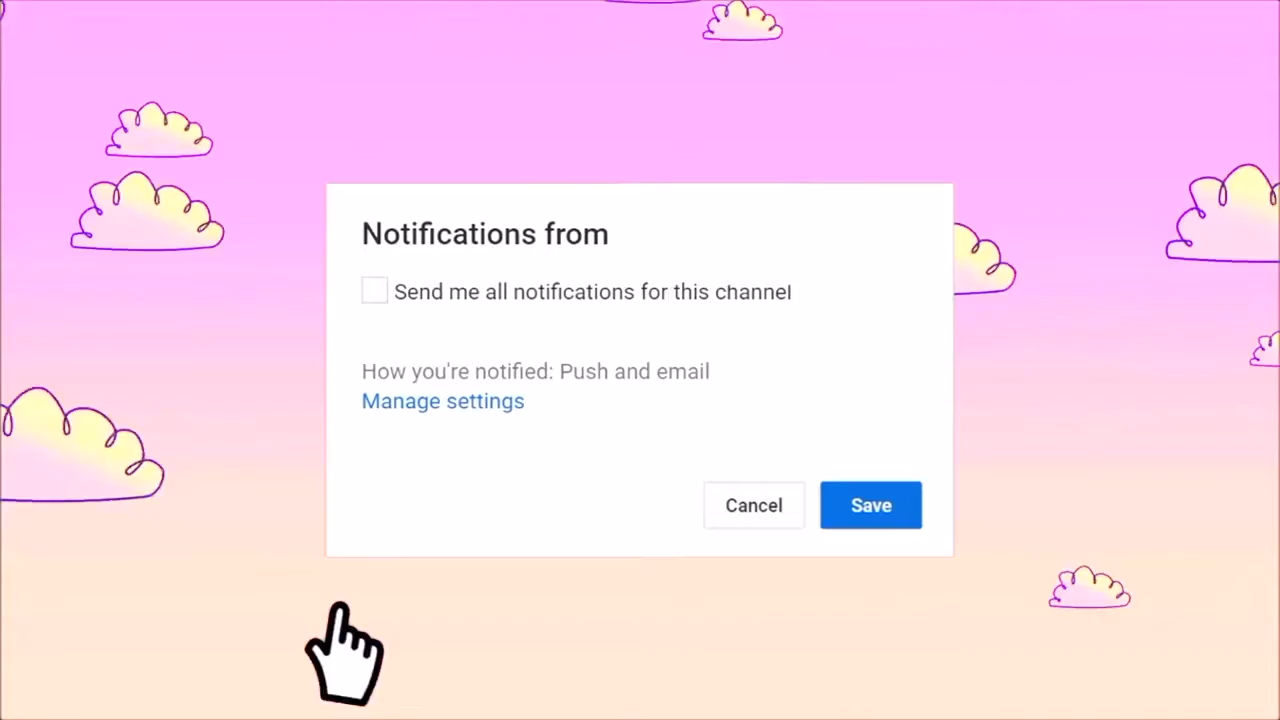 Notifications from
Send me all notifications for this channel
How you're notified: Push and email
Manage settings
Cancel
Save